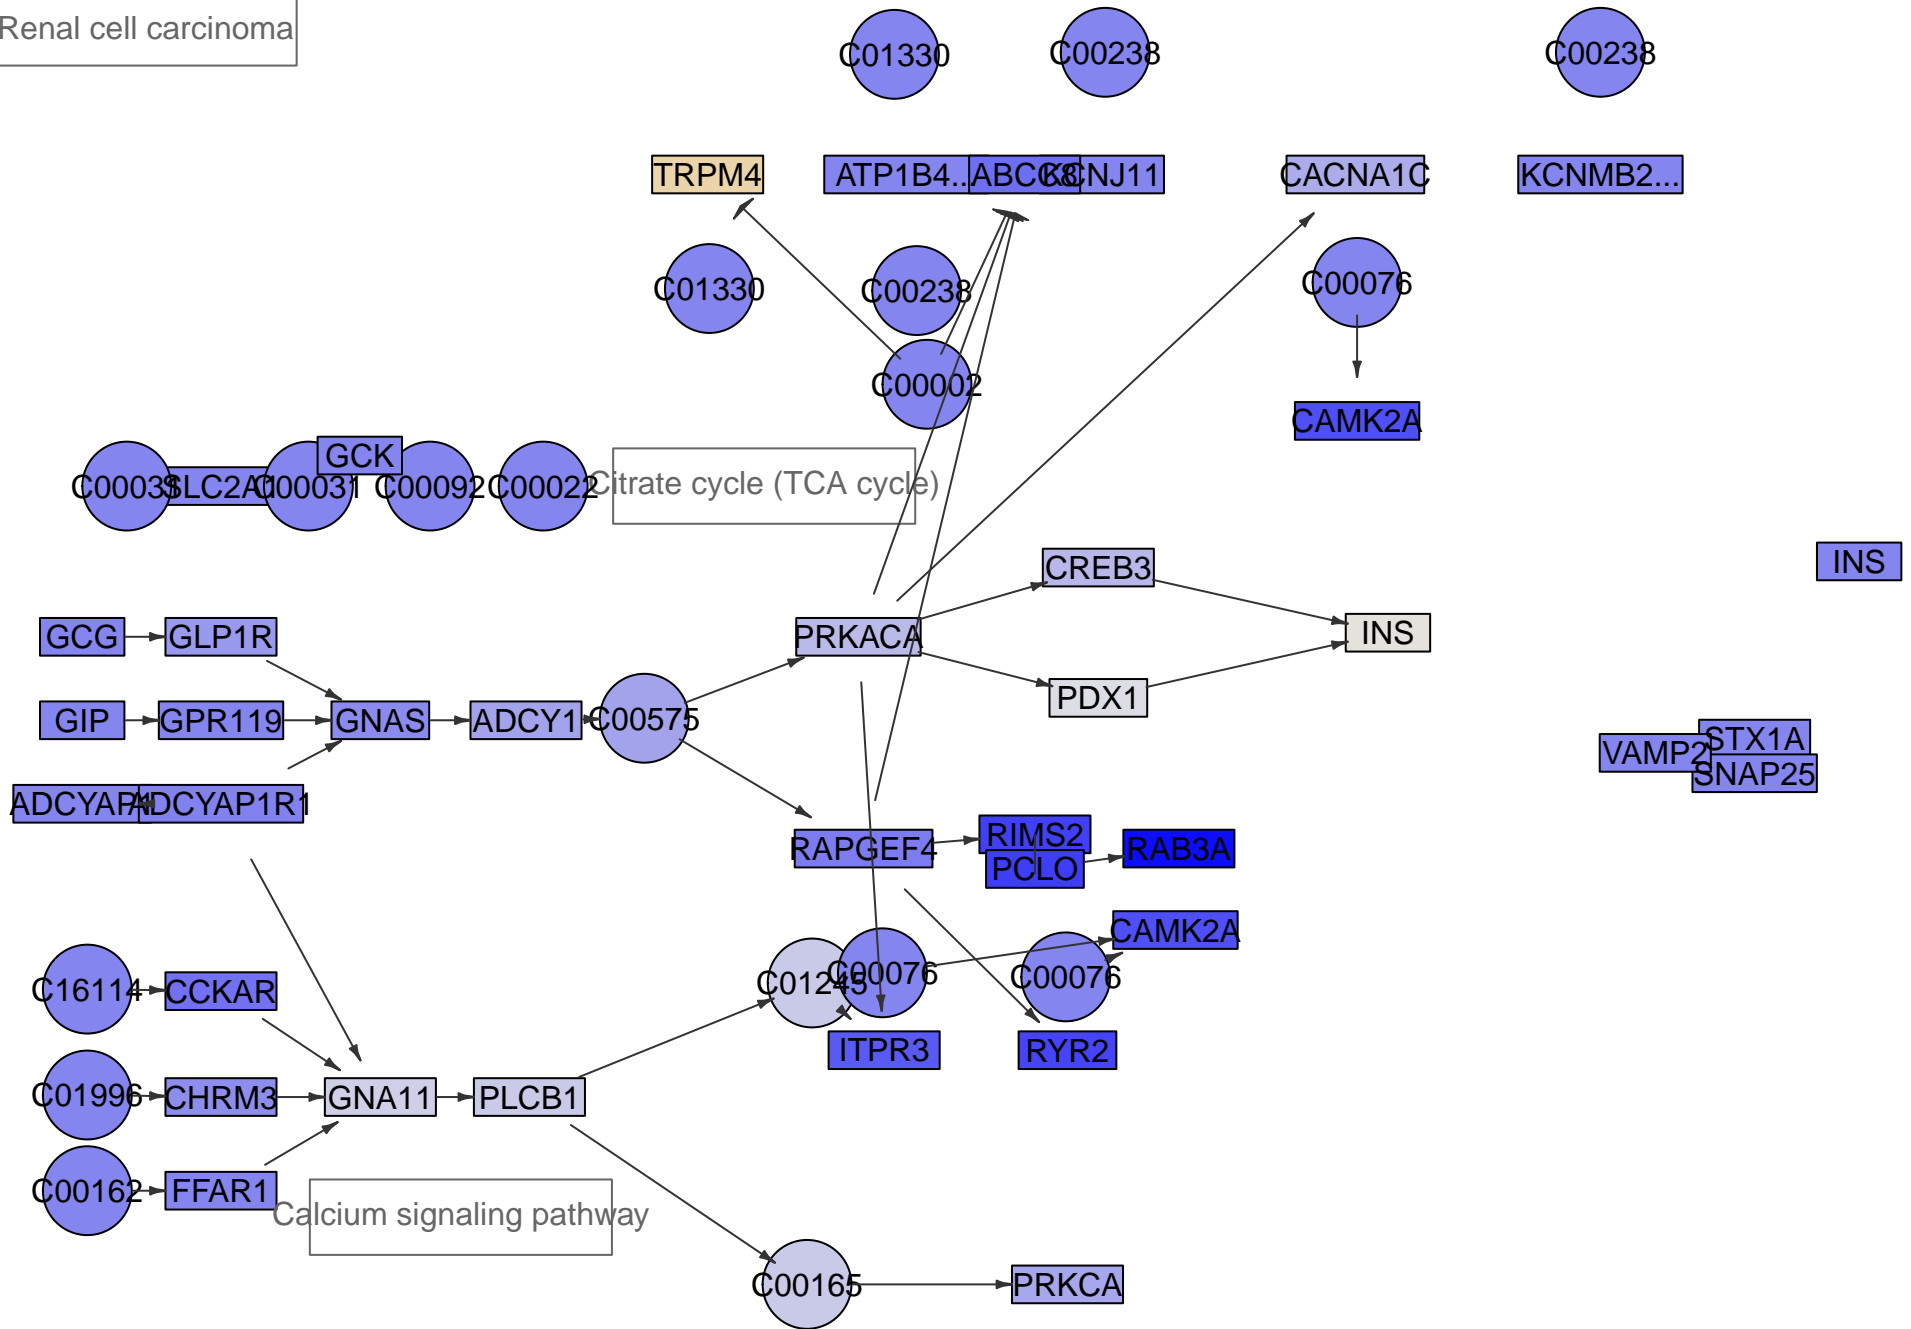 Renal cell carcinoma
C01330
C00238
C00238
TRPM4
ATP1B4...
ABCC8
KCNJ11
CACNA1C
KCNMB2...
C01330
C00238
C00076
C00002
CAMK2A
C00031
SLC2A1
C00031
GCK
C00092
C00022
Citrate cycle (TCA cycle)
CREB3
INS
GCG
GLP1R
PRKACA
INS
PDX1
GIP
GPR119
GNAS
ADCY1
C00575
STX1A
VAMP2
SNAP25
ADCYAP1
ADCYAP1R1
RAPGEF4
RIMS2
PCLO
RAB3A
CAMK2A
C16114
CCKAR
C01245
C00076
C00076
ITPR3
RYR2
C01996
CHRM3
GNA11
PLCB1
C00162
FFAR1
Calcium signaling pathway
C00165
PRKCA